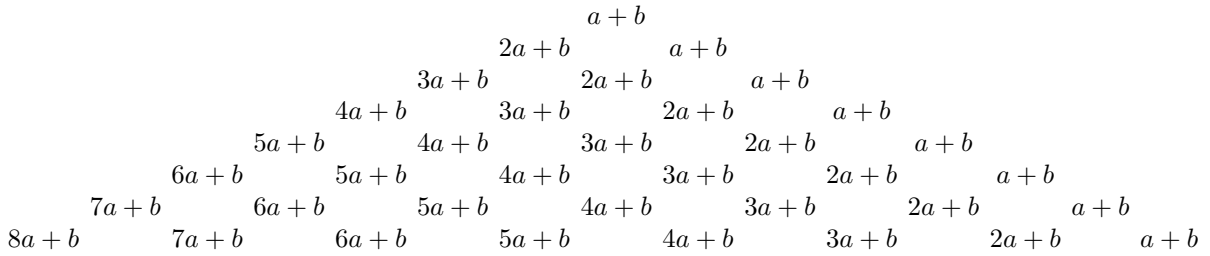 a + b
2a + b a + b
3a + b 2a + b a + b
4a + b 3a + b 2a + b a + b
5a + b 4a + b 3a + b 2a + b a + b
6a + b 5a + b 4a + b 3a + b 2a + b a + b
7a + b 6a + b 5a + b 4a + b 3a + b 2a + b a + b
8a + b 7a + b 6a + b 5a + b 4a + b 3a + b 2a + b a + b